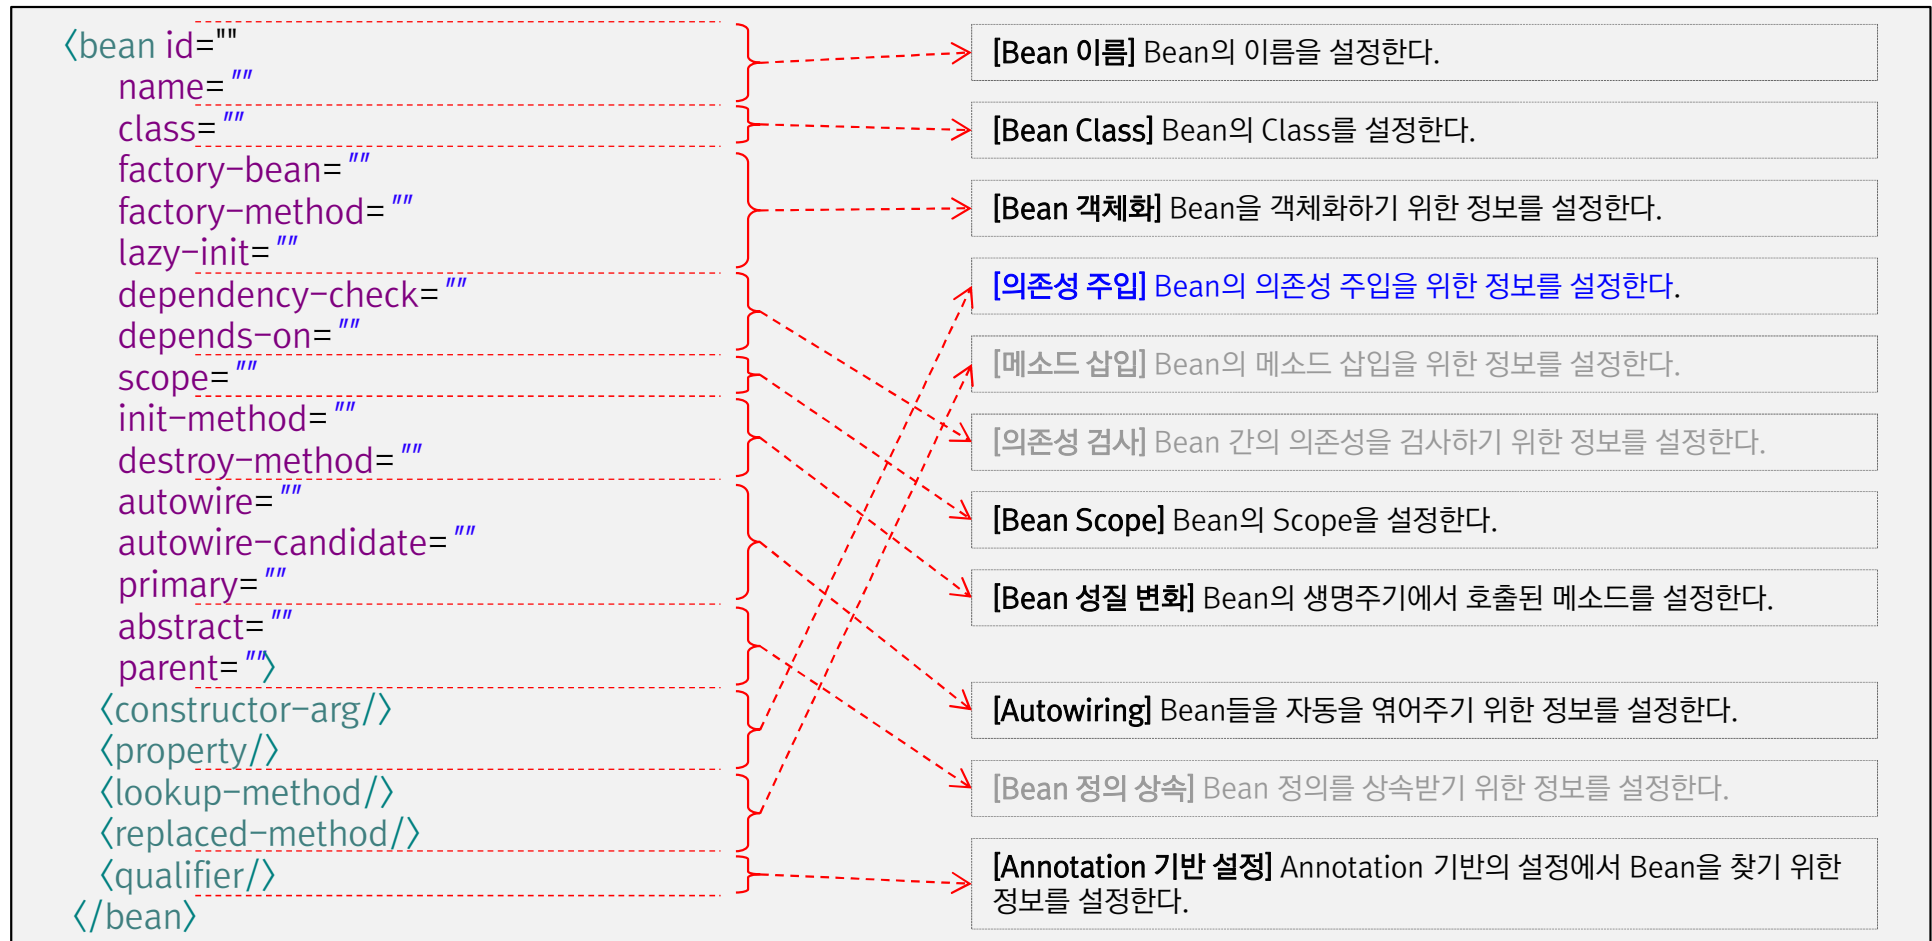 <bean id=""
name=""
class=""
factory-bean=""
factory-method=""
lazy-init=""
dependency-check=""
depends-on=""
scope=""
init-method=""
destroy-method=""
autowire=""
autowire-candidate=""
primary=""
abstract=""
parent="">
<constructor-arg/>
<property/>
<lookup-method/>
<replaced-method/>
<qualifier/>
</bean>
[Bean 이름] Bean의 이름을 설정한다.
[Bean Class] Bean의 Class를 설정한다.
[Bean 객체화] Bean을 객체화하기 위한 정보를 설정한다.
[의존성 주입] Bean의 의존성 주입을 위한 정보를 설정한다.
[메소드 삽입] Bean의 메소드 삽입을 위한 정보를 설정한다.
[의존성 검사] Bean 간의 의존성을 검사하기 위한 정보를 설정한다.
[Bean Scope] Bean의 Scope을 설정한다.
[Bean 성질 변화] Bean의 생명주기에서 호출된 메소드를 설정한다.
[Autowiring] Bean들을 자동을 엮어주기 위한 정보를 설정한다.
[Bean 정의 상속] Bean 정의를 상속받기 위한 정보를 설정한다.
[Annotation 기반 설정] Annotation 기반의 설정에서 Bean을 찾기 위한
정보를 설정한다.